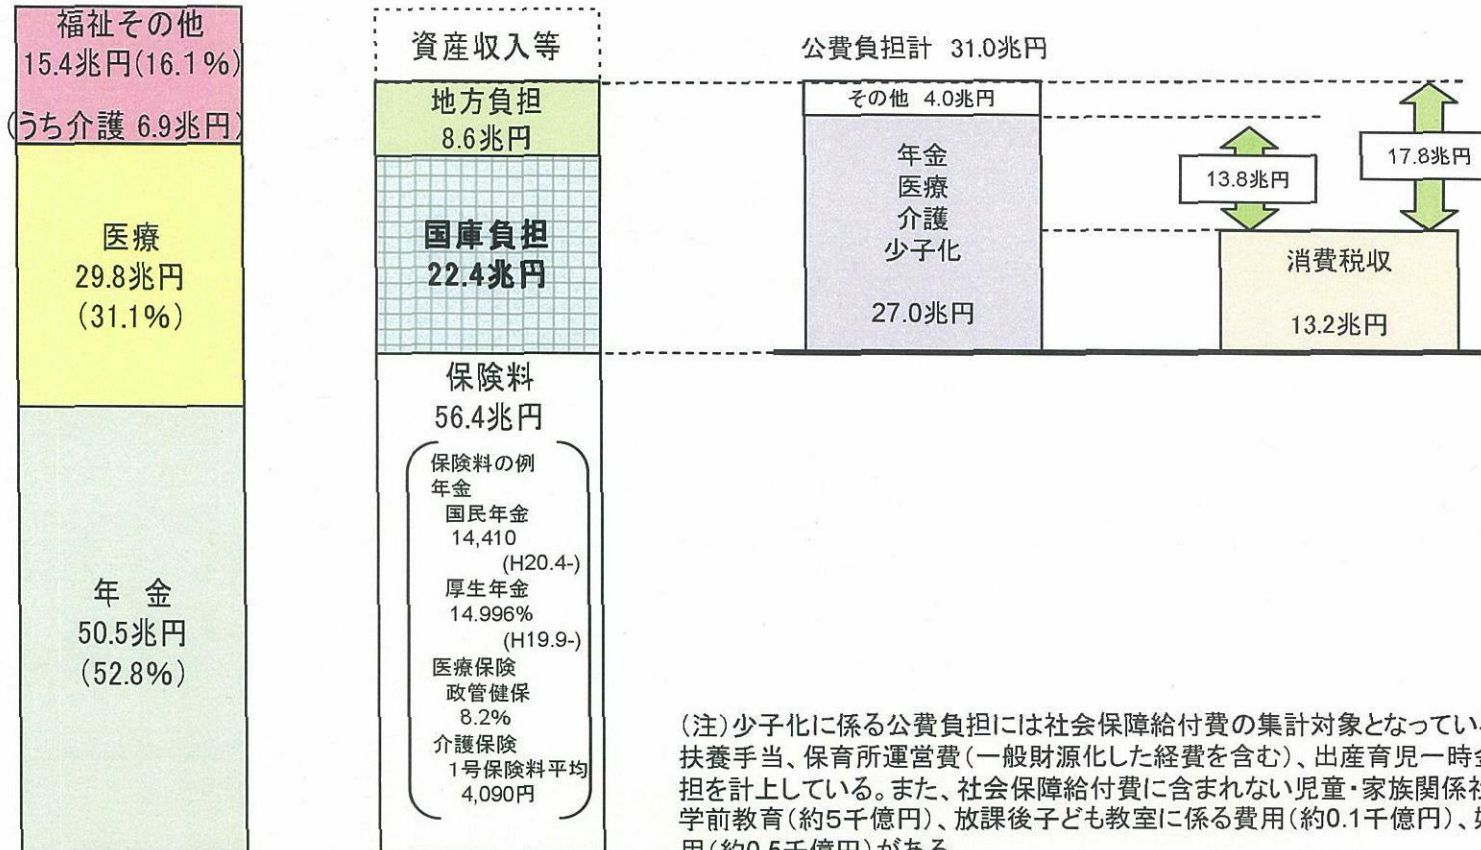 福祉その他
15.4兆円(16.1%)
(うち介護 6.9兆円)
医療
29.8兆円
(31.1%)
年 金
50.5兆円
(52.8%)
資産収入等
地方負担
8.6兆円
国庫負担
22.4兆円
保険料
56.4兆円
保険料の例
年金
国民年金
14,410
(H20.4-)
厚生年金
14.996%
(H19.9-)
医療保険
政管健保
8.2%
介護保険
1号保険料平均
4,090円
公費負担計 31.0兆円
その他 4.0兆円
年金
医療
介護
少子化
27.0兆円
13.8兆円
17.8兆円
消費税収
13.2兆円
(注)少子化に係る公費負担には社会保障給付費の集計対象となってい
扶養手当、保育所運営費(一般財源化した経費を含む)、出産育児一時金
担を計上している。また、社会保障給付費に含まれない児童・家族関係社
学前教育(約5千億円)、放課後子ども教室に係る費用(約0.1千億円)、
用(約0.5千億円)がある。